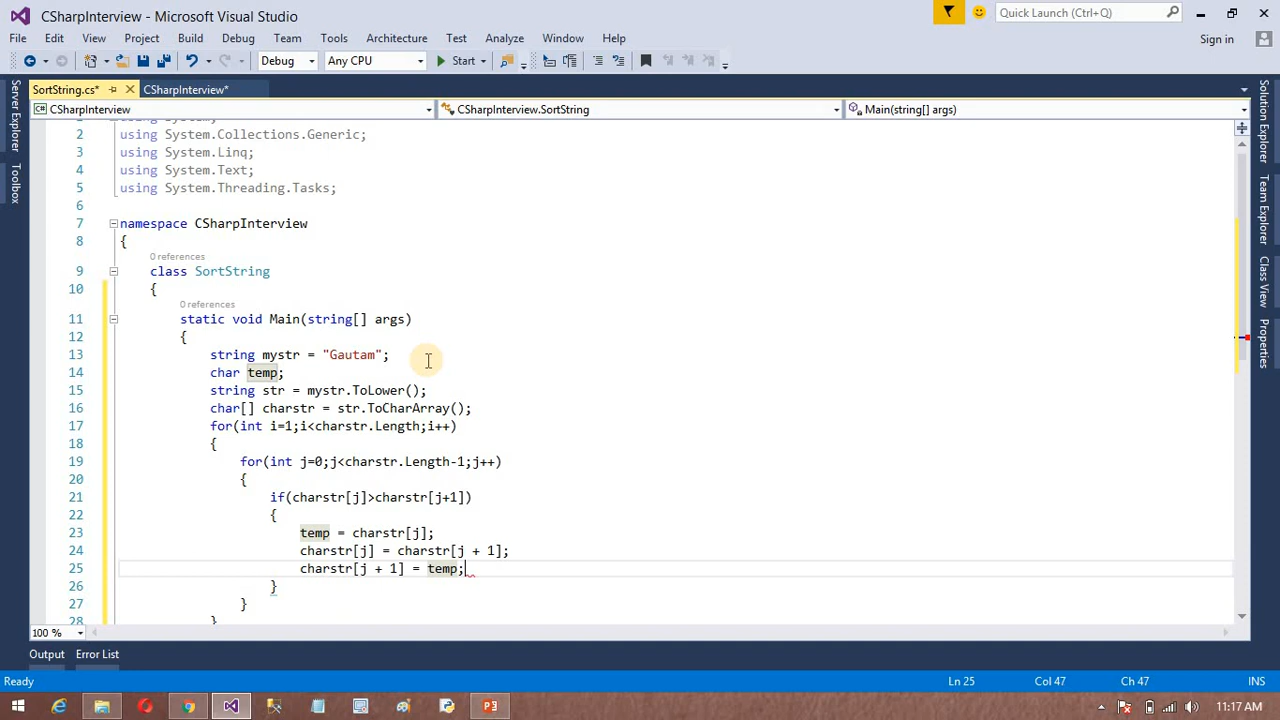 CSharpInterview - Microsoft Visual Studio
Quick Launch (Ctrl+Q)
File Edit View Project Build Debug Team Tools Architecture Test Analyze Window Help
Sign in
Debug Any CPU Start
SortString.cs* CSharpInterview*
CSharpInterview CSharpInterview.SortString Main(string[] args)
Server Explorer
Toolbox
Solution Explorer
Team Explorer
Class View
Properties
1 using System;
2 using System.Collections.Generic;
3 using System.Linq;
4 using System.Text;
5 using System.Threading.Tasks;
6
7 namespace CSharpInterview
8 {
0 references
9 class SortString
10 {
0 references
11 static void Main(string[] args)
12 {
13 string mystr = "Gautam";
14 char temp;
15 string str = mystr.ToLower();
16 char[] charstr = str.ToCharArray();
17 for(int i=1;i<charstr.Length;i++)
18 {
19 for(int j=0;j<charstr.Length-1;j++)
20 {
21 if(charstr[j]>charstr[j+1])
22 {
23 temp = charstr[j];
24 charstr[j] = charstr[j + 1];
25 charstr[j + 1] = temp;
26 }
27 }
28 }
100 %
Output Error List
Ready Ln 25 Col 47 Ch 47 INS
11:17 AM